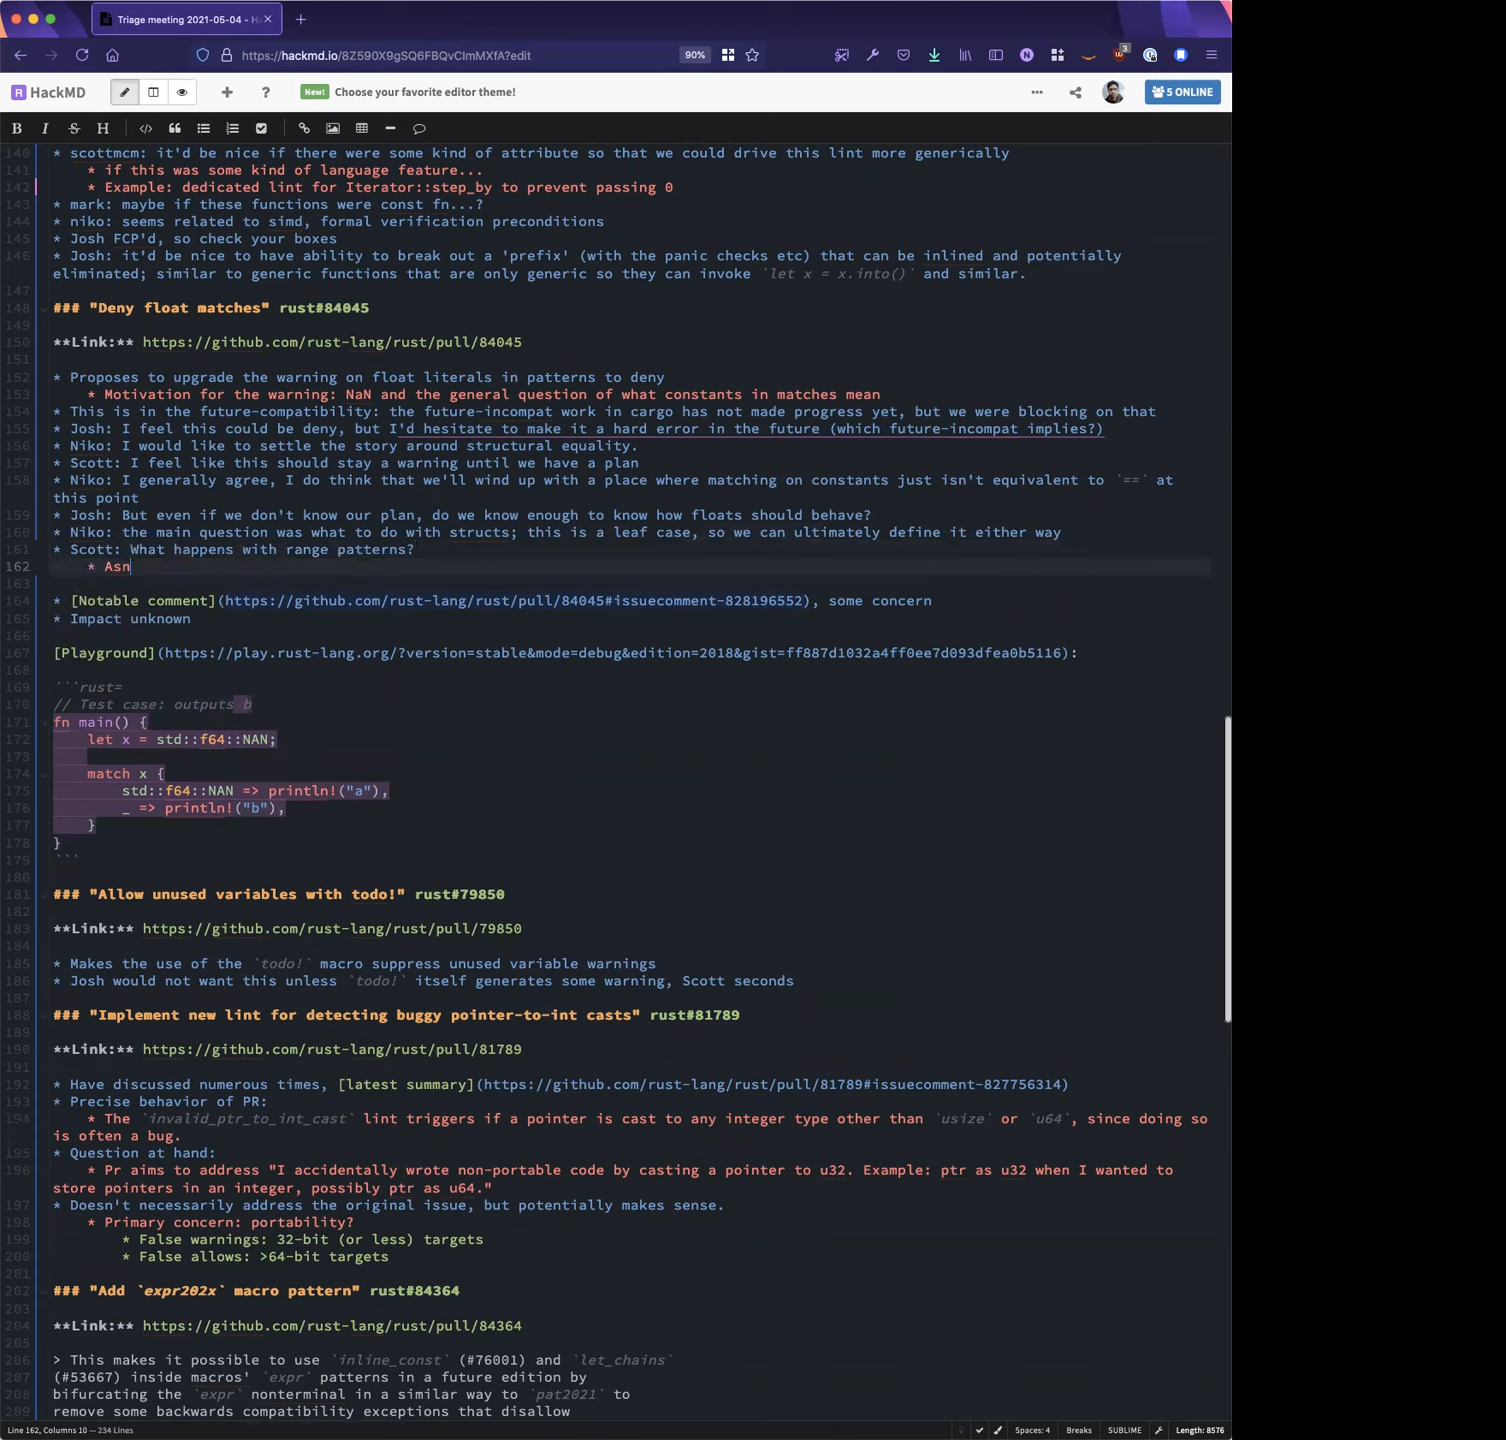 Triage meeting 2021-05-04 - H
https://hackmd.io/8Z590X9gSQ6FBQvClmMXfA?edit
90%
3
HackMD
New! Choose your favorite editor theme!
5 ONLINE
B I S H
140 * scottmcm: it'd be nice if there were some kind of attribute so that we could drive this lint more generically
141 * if this was some kind of language feature...
142 * Example: dedicated lint for Iterator::step_by to prevent passing 0
143 * mark: maybe if these functions were const fn...?
144 * niko: seems related to simd, formal verification preconditions
145 * Josh FCP'd, so check your boxes
146 * Josh: it'd be nice to have ability to break out a 'prefix' (with the panic checks etc) that can be inlined and potentially
eliminated; similar to generic functions that are only generic so they can invoke `let x = x.into()` and similar.
147
148 ### "Deny float matches" rust#84045
149
150 **Link:** https://github.com/rust-lang/rust/pull/84045
151
152 * Proposes to upgrade the warning on float literals in patterns to deny
153 * Motivation for the warning: NaN and the general question of what constants in matches mean
154 * This is in the future-compatibility: the future-incompat work in cargo has not made progress yet, but we were blocking on that
155 * Josh: I feel this could be deny, but I'd hesitate to make it a hard error in the future (which future-incompat implies?)
156 * Niko: I would like to settle the story around structural equality.
157 * Scott: I feel like this should stay a warning until we have a plan
158 * Niko: I generally agree, I do think that we'll wind up with a place where matching on constants just isn't equivalent to `==` at
this point
159 * Josh: But even if we don't know our plan, do we know enough to know how floats should behave?
160 * Niko: the main question was what to do with structs; this is a leaf case, so we can ultimately define it either way
161 * Scott: What happens with range patterns?
162 * Asn
163
164 * [Notable comment](https://github.com/rust-lang/rust/pull/84045#issuecomment-828196552), some concern
165 * Impact unknown
166
167 [Playground](https://play.rust-lang.org/?version=stable&mode=debug&edition=2018&gist=ff887d1032a4ff0ee7d093dfea0b5116):
168
169 ```rust=
170 // Test case: outputs b
171 fn main() {
172 let x = std::f64::NAN;
173
174 match x {
175 std::f64::NAN => println!("a"),
176 _ => println!("b"),
177 }
178 }
179 ```
180
181 ### "Allow unused variables with todo!" rust#79850
182
183 **Link:** https://github.com/rust-lang/rust/pull/79850
184
185 * Makes the use of the `todo!` macro suppress unused variable warnings
186 * Josh would not want this unless `todo!` itself generates some warning, Scott seconds
187
188 ### "Implement new lint for detecting buggy pointer-to-int casts" rust#81789
189
190 **Link:** https://github.com/rust-lang/rust/pull/81789
191
192 * Have discussed numerous times, [latest summary](https://github.com/rust-lang/rust/pull/81789#issuecomment-827756314)
193 * Precise behavior of PR:
194 * The `invalid_ptr_to_int_cast` lint triggers if a pointer is cast to any integer type other than `usize` or `u64`, since doing so
is often a bug.
195 * Question at hand:
196 * Pr aims to address "I accidentally wrote non-portable code by casting a pointer to u32. Example: ptr as u32 when I wanted to
store pointers in an integer, possibly ptr as u64."
197 * Doesn't necessarily address the original issue, but potentially makes sense.
198 * Primary concern: portability?
199 * False warnings: 32-bit (or less) targets
200 * False allows: >64-bit targets
201
202 ### "Add `expr202x` macro pattern" rust#84364
203
204 **Link:** https://github.com/rust-lang/rust/pull/84364
205
206 > This makes it possible to use `inline_const` (#76001) and `let_chains`
207 (#53667) inside macros' `expr` patterns in a future edition by
208 bifurcating the `expr` nonterminal in a similar way to `pat2021` to
209 remove some backwards compatibility exceptions that disallow
Line 162, Columns 10 — 234 Lines
Spaces: 4
Breaks
SUBLIME
Length: 8576